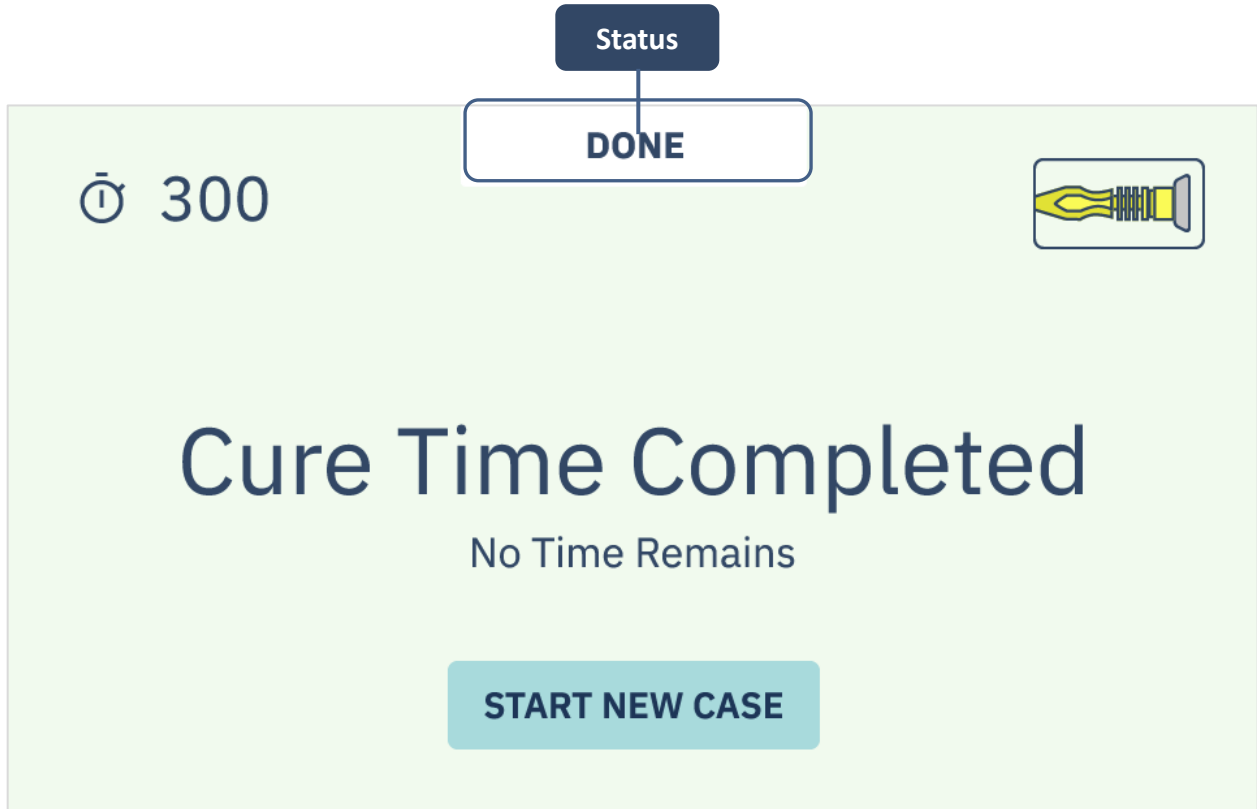 Status
DONE
300
Cure Time Completed
No Time Remains
START NEW CASE